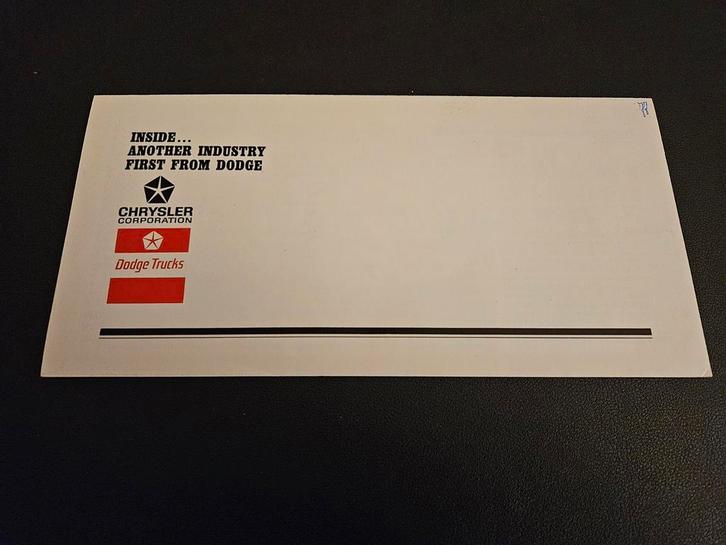 INSIDE...
ANOTHER INDUSTRY
FIRST FROM DODGE
CHRYSLER
CORPORATION
Dodge Trucks